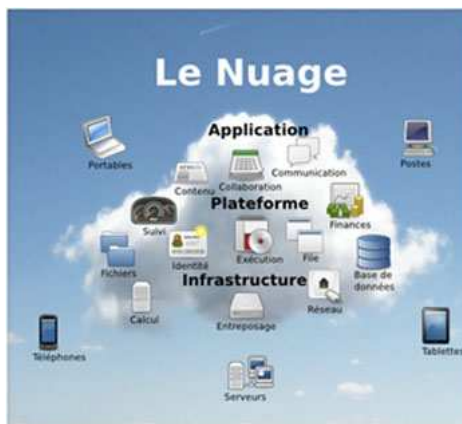 Le Nuage
Application
Portables
Communication
Postes
Contenu
Collaboration
Plateforme
Suivi
Finances
Identité
Exécution
File
Fichiers
Base de
données
Infrastructure
Calcul
Entreposage
Réseau
Téléphones
Tablettes
Serveurs